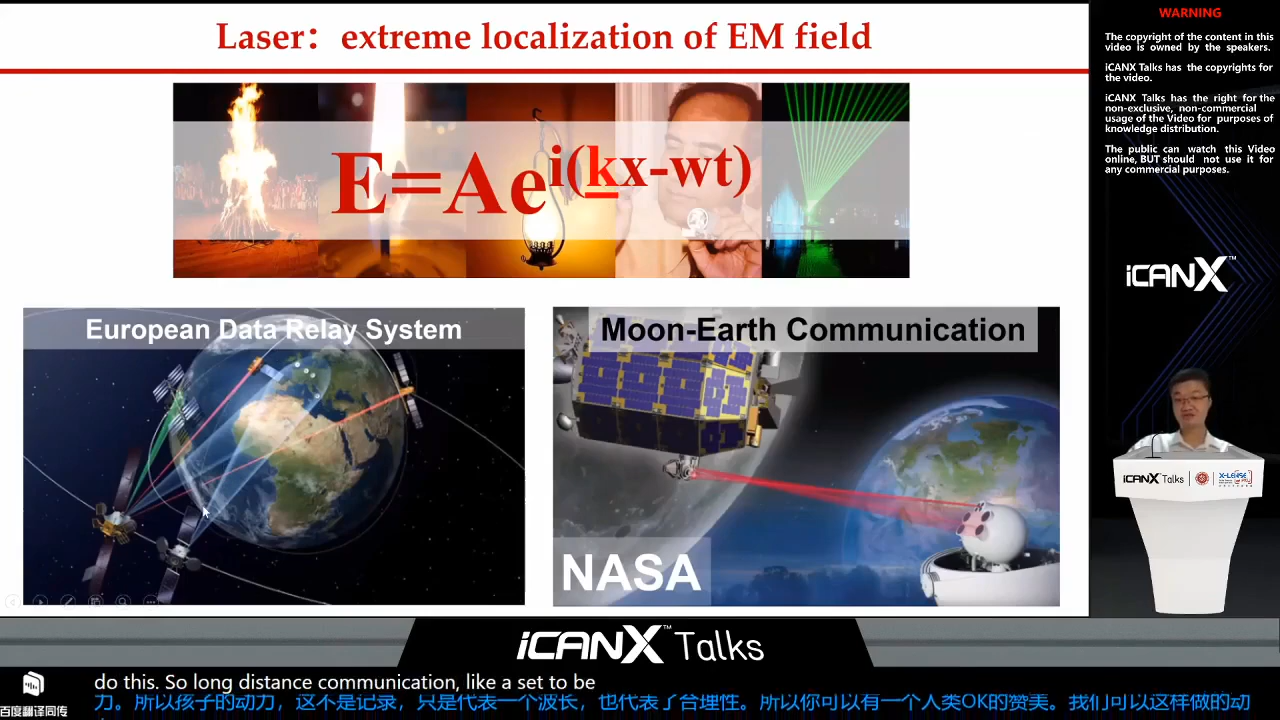 Laser：extreme localization of EM field
E=Ae^i(kx-wt)
European Data Relay System
Moon-Earth Communication
NASA
WARNING
The copyright of the content in this
video is owned by the speakers.
iCANX Talks has the copyrights for
the video.
iCANX Talks has the right for the
non-exclusive, non-commercial
usage of the Video for purposes of
knowledge distribution.
The public can watch this Video
online, BUT should not use it for
any commercial purposes.
iCANX™
iCANX Talks
X-LENSE
iCANX™ Talks
do this. So long distance communication, like a set to be
力。所以孩子的动力，这不是记录，只是代表一个波长，也代表了合理性。所以你可以有一个人类OK的赞美。我们可以这样做的动
百度翻译同传